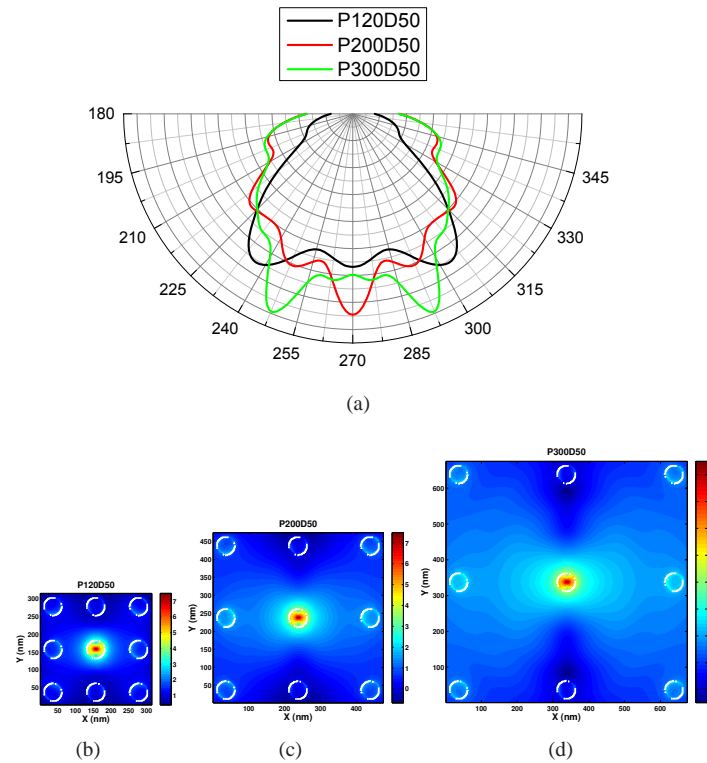 P120D50
P200D50
P300D50
180
195
210
225
240
255
270
285
300
315
330
345
(a)
P120D50
Y (nm)
300
250
200
150
100
50
50 100 150 200 250 300
X (nm)
7
6
5
4
3
2
1
(b)
P200D50
Y (nm)
450
400
350
300
250
200
150
100
50
100 200 300 400
X (nm)
7
6
5
4
3
2
1
0
(c)
P300D50
Y (nm)
600
500
400
300
200
100
100 200 300 400 500 600
X (nm)
(d)